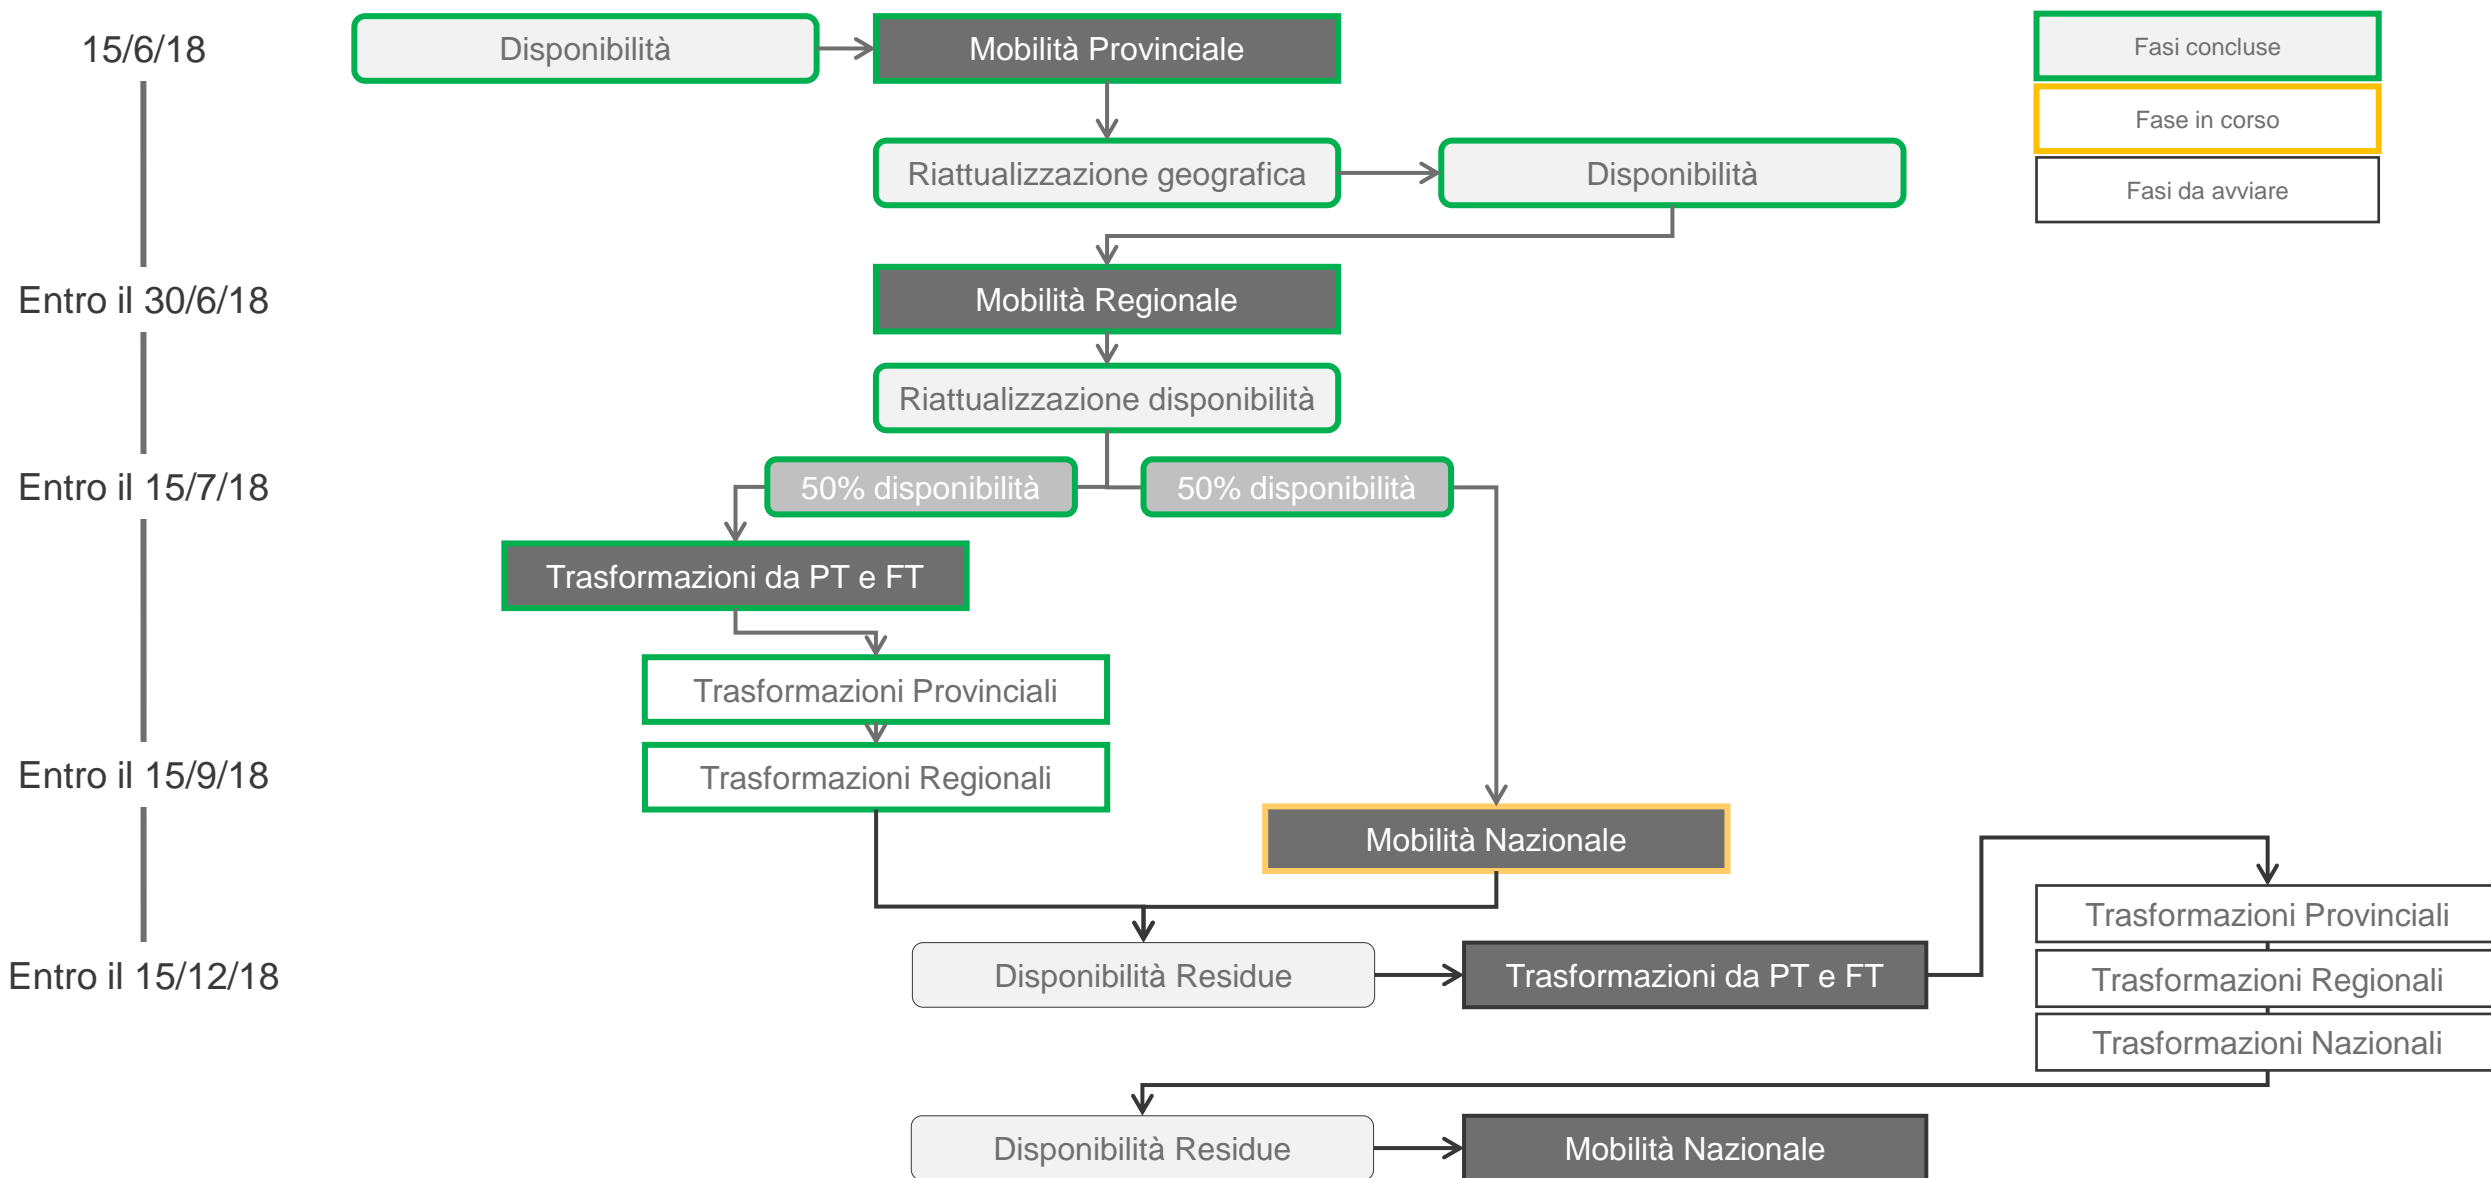 15/6/18
Disponibilità
Mobilità Provinciale
Fasi concluse
Fase in corso
Fasi da avviare
Riattualizzazione geografica
Disponibilità
Entro il 30/6/18
Mobilità Regionale
Riattualizzazione disponibilità
Entro il 15/7/18
50% disponibilità
50% disponibilità
Trasformazioni da PT e FT
Trasformazioni Provinciali
Entro il 15/9/18
Trasformazioni Regionali
Mobilità Nazionale
Trasformazioni Provinciali
Entro il 15/12/18
Disponibilità Residue
Trasformazioni da PT e FT
Trasformazioni Regionali
Trasformazioni Nazionali
Disponibilità Residue
Mobilità Nazionale